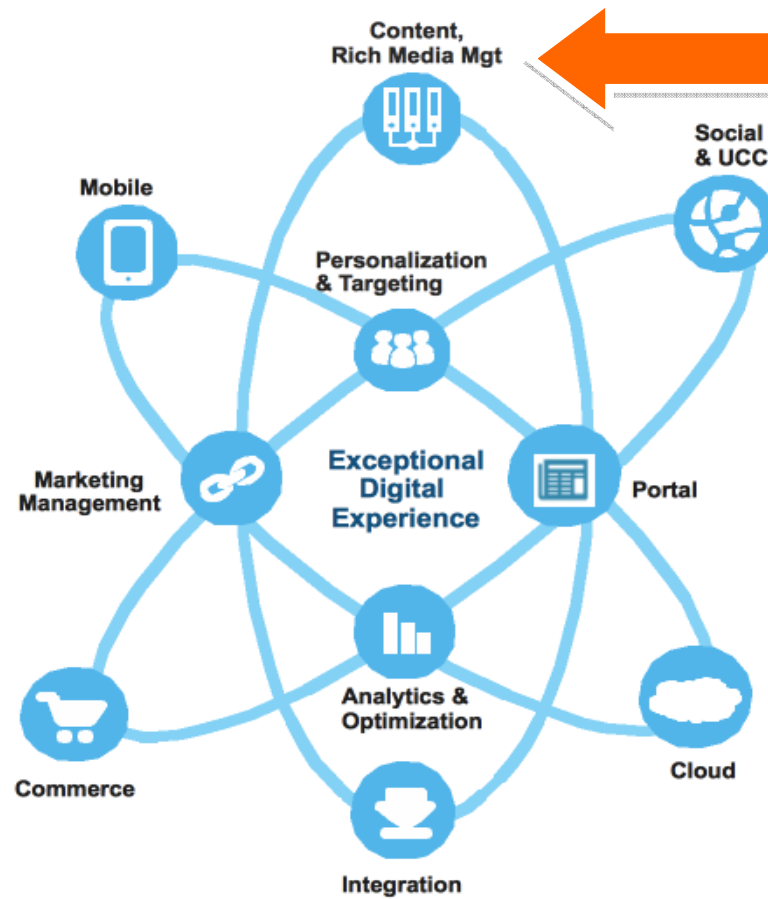 Content,
Rich Media Mgt
Social
& UCC
Mobile
Personalization
& Targeting
Exceptional
Digital
Experience
Marketing
Management
Portal
Analytics &
Optimization
Commerce
Cloud
Integration